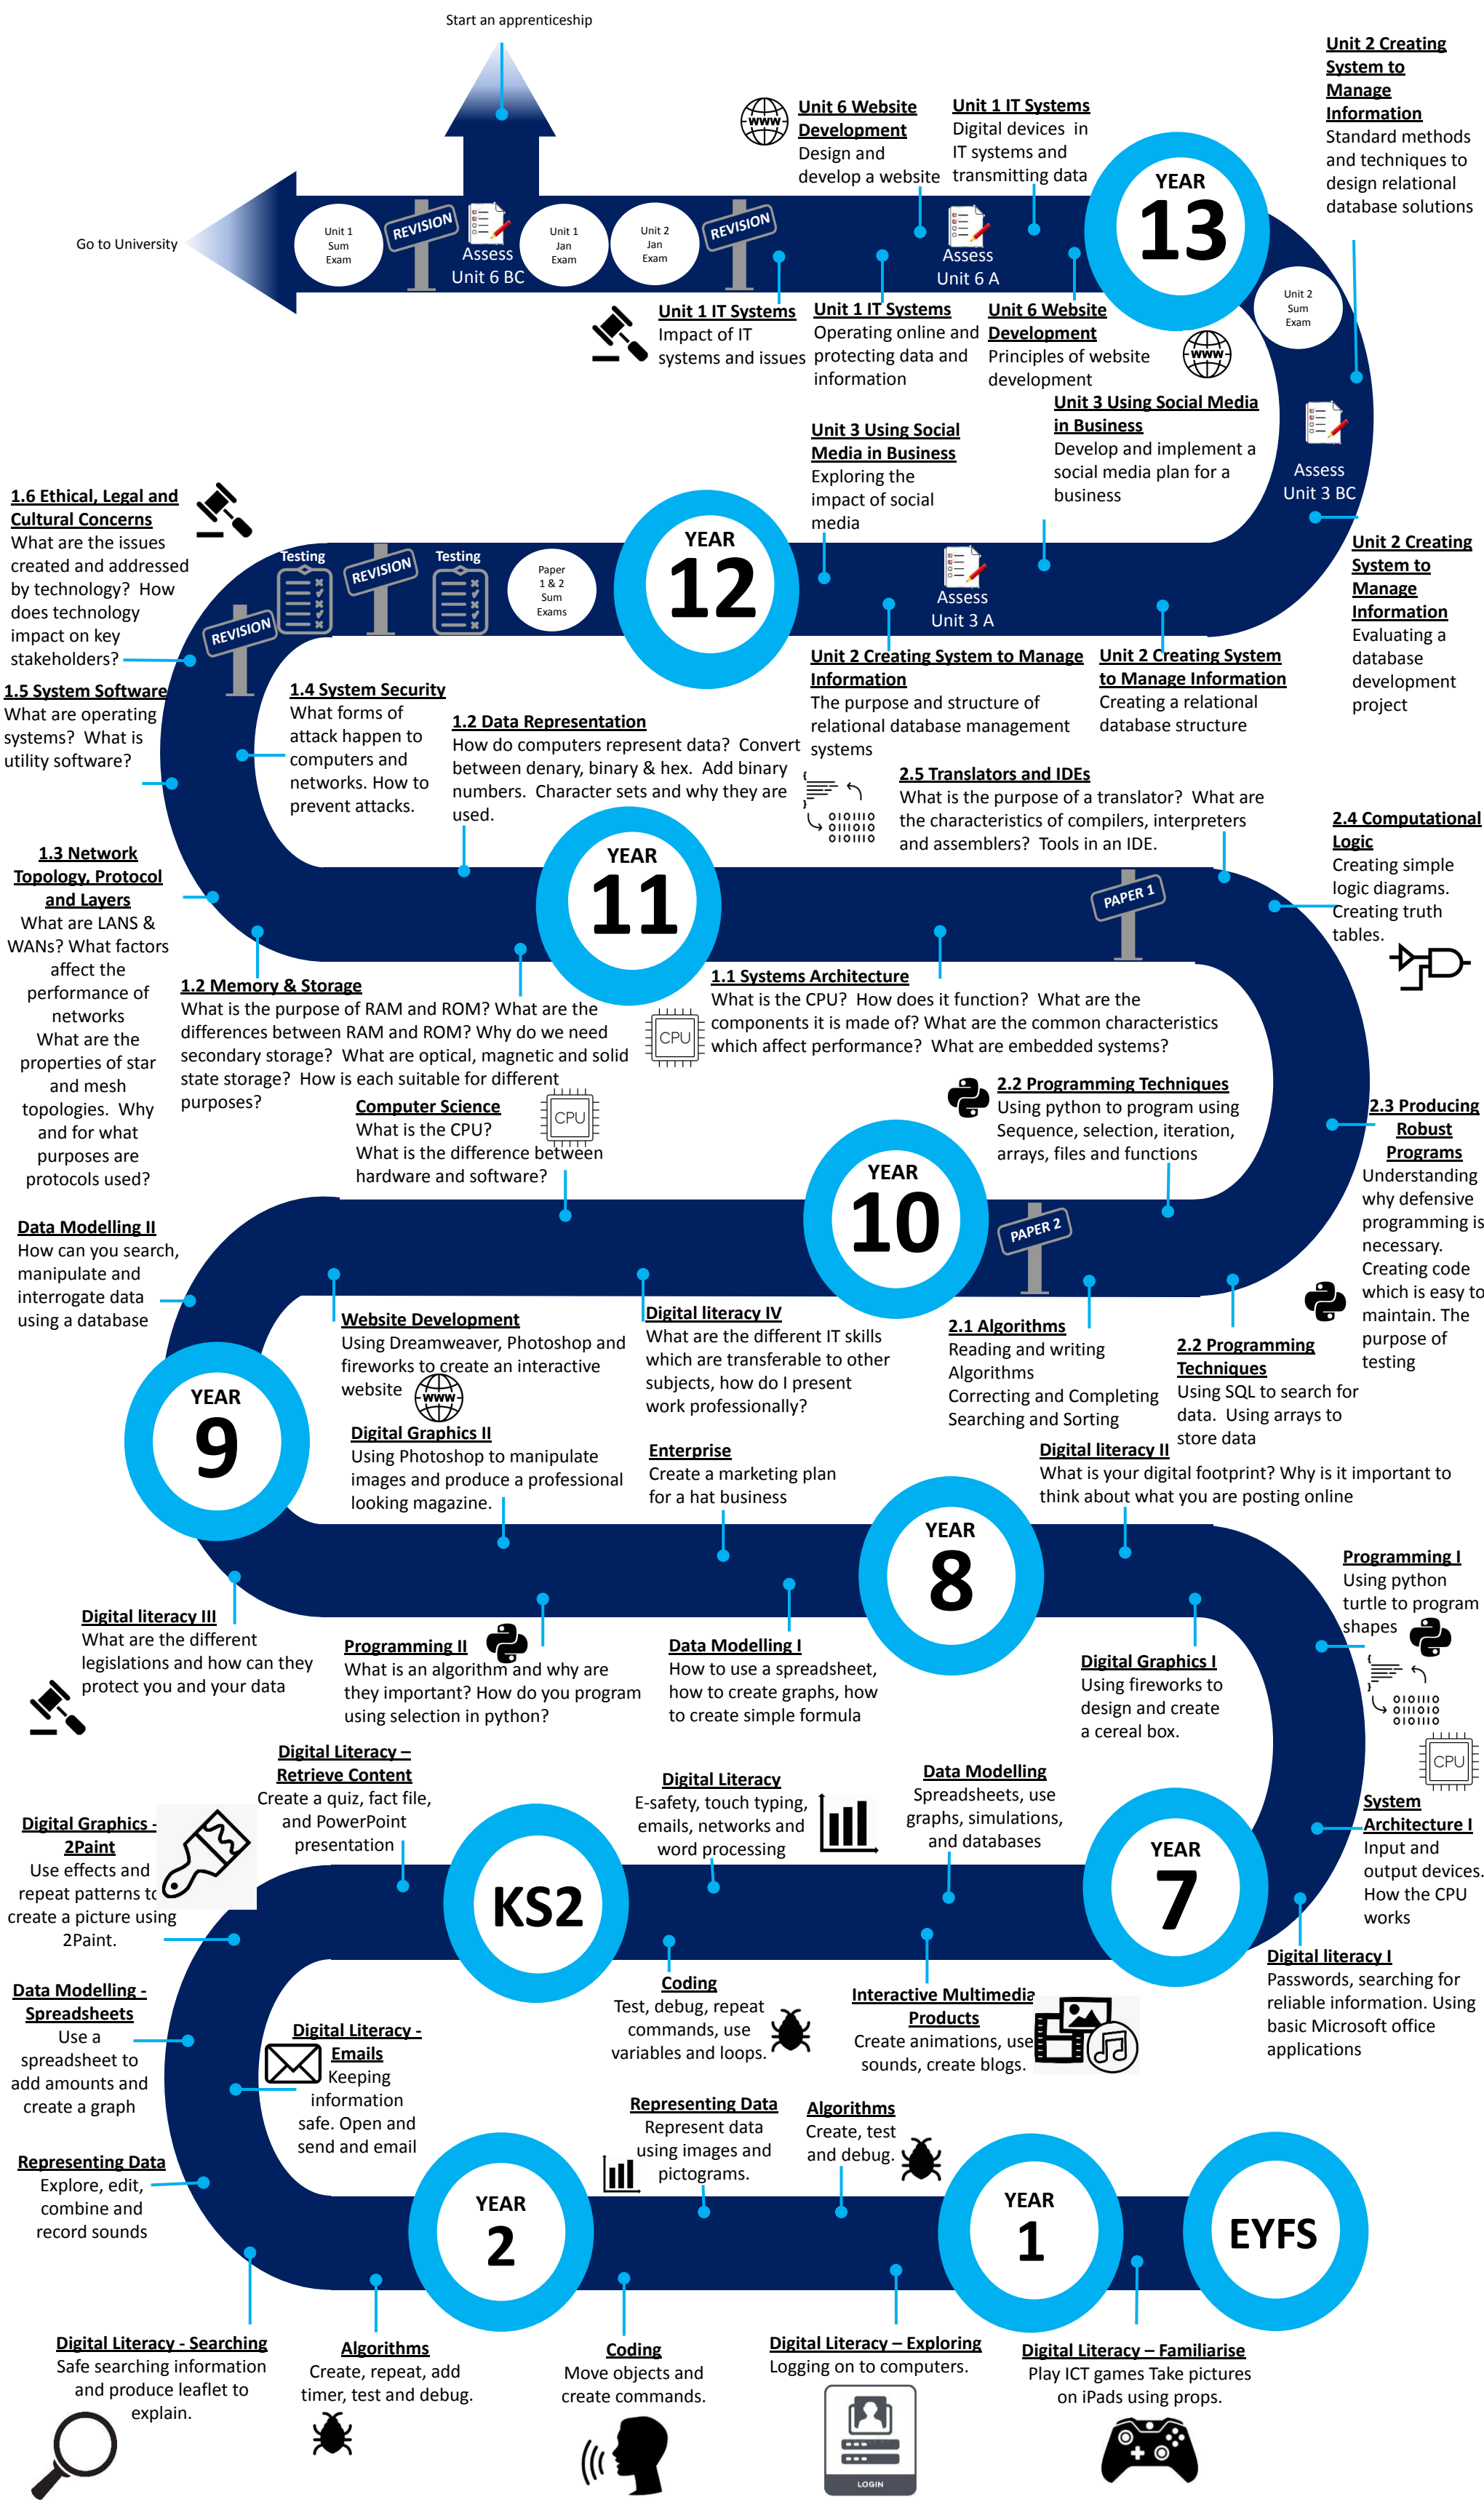 Start an apprenticeship
Unit 2 Creating
System to
Manage
Information
Standard methods
and techniques to
design relational
database solutions
WWW
Unit 6 Website
Development
Design and
develop a website
Unit 1 IT Systems
Digital devices in
IT systems and
transmitting data
YEAR
13
Go to University
Unit 1
Sum
Exam
REVISION
Assess
Unit 6 BC
Unit 1
Jan
Exam
Unit 2
Jan
Exam
REVISION
Assess
Unit 6 A
Unit 2
Sum
Exam
Unit 1 IT Systems
Impact of IT
systems and issues
Unit 1 IT Systems
Operating online and
protecting data and
information
Unit 6 Website
Development
Principles of website
development
WWW
Unit 3 Using Social Media
in Business
Develop and implement a
social media plan for a
business
Unit 3 Using Social
Media in Business
Exploring the
impact of social
media
Assess
Unit 3 BC
1.6 Ethical, Legal and
Cultural Concerns
What are the issues
created and addressed
by technology? How
does technology
impact on key
stakeholders?
REVISION
Testing
REVISION
Testing
Paper
1 & 2
Sum
Exams
YEAR
12
Assess
Unit 3 A
Unit 2 Creating
System to
Manage
Information
Evaluating a
database
development
project
Unit 2 Creating System to Manage
Information
The purpose and structure of
relational database management
systems
Unit 2 Creating System
to Manage Information
Creating a relational
database structure
1.5 System Software
What are operating
systems? What is
utility software?
1.4 System Security
What forms of
attack happen to
computers and
networks. How to
prevent attacks.
1.2 Data Representation
How do computers represent data? Convert
between denary, binary & hex. Add binary
numbers. Character sets and why they are
used.
010110
011010
010110
2.5 Translators and IDEs
What is the purpose of a translator? What are
the characteristics of compilers, interpreters
and assemblers? Tools in an IDE.
2.4 Computational
Logic
Creating simple
logic diagrams.
Creating truth
tables.
1.3 Network
Topology, Protocol
and Layers
What are LANS &
WANs? What factors
affect the
performance of
networks
What are the
properties of star
and mesh
topologies. Why
and for what
purposes are
protocols used?
YEAR
11
PAPER 1
1.2 Memory & Storage
What is the purpose of RAM and ROM? What are the
differences between RAM and ROM? Why do we need
secondary storage? What are optical, magnetic and solid
state storage? How is each suitable for different
purposes?
CPU
1.1 Systems Architecture
What is the CPU? How does it function? What are the
components it is made of? What are the common characteristics
which affect performance? What are embedded systems?
Computer Science
What is the CPU?
What is the difference between
hardware and software?
CPU
2.2 Programming Techniques
Using python to program using
Sequence, selection, iteration,
arrays, files and functions
2.3 Producing
Robust
Programs
Understanding
why defensive
programming is
necessary.
Creating code
which is easy to
maintain. The
purpose of
testing
YEAR
10
PAPER 2
Data Modelling II
How can you search,
manipulate and
interrogate data
using a database
Website Development
Using Dreamweaver, Photoshop and
fireworks to create an interactive
website
WWW
Digital literacy IV
What are the different IT skills
which are transferable to other
subjects, how do I present
work professionally?
2.1 Algorithms
Reading and writing
Algorithms
Correcting and Completing
Searching and Sorting
2.2 Programming
Techniques
Using SQL to search for
data. Using arrays to
store data
YEAR
9
Digital Graphics II
Using Photoshop to manipulate
images and produce a professional
looking magazine.
Enterprise
Create a marketing plan
for a hat business
Digital literacy II
What is your digital footprint? Why is it important to
think about what you are posting online
YEAR
8
Programming I
Using python
turtle to program
shapes
010110
011010
010110
CPU
Digital literacy III
What are the different
legislations and how can they
protect you and your data
Programming II
What is an algorithm and why are
they important? How do you program
using selection in python?
Data Modelling I
How to use a spreadsheet,
how to create graphs, how
to create simple formula
Digital Graphics I
Using fireworks to
design and create
a cereal box.
Digital Literacy –
Retrieve Content
Create a quiz, fact file,
and PowerPoint
presentation
Digital Literacy
E-safety, touch typing,
emails, networks and
word processing
Data Modelling
Spreadsheets, use
graphs, simulations,
and databases
System
Architecture I
Input and
output devices.
How the CPU
works
Digital Graphics -
2Paint
Use effects and
repeat patterns to
create a picture using
2Paint.
KS2
YEAR
7
Digital literacy I
Passwords, searching for
reliable information. Using
basic Microsoft office
applications
Data Modelling -
Spreadsheets
Use a
spreadsheet to
add amounts and
create a graph
Digital Literacy -
Emails
Keeping
information
safe. Open and
send and email
Coding
Test, debug, repeat
commands, use
variables and loops.
Interactive Multimedia
Products
Create animations, use
sounds, create blogs.
Representing Data
Explore, edit,
combine and
record sounds
Representing Data
Represent data
using images and
pictograms.
Algorithms
Create, test
and debug.
YEAR
2
YEAR
1
EYFS
Digital Literacy - Searching
Safe searching information
and produce leaflet to
explain.
Algorithms
Create, repeat, add
timer, test and debug.
Coding
Move objects and
create commands.
Digital Literacy – Exploring
Logging on to computers.
LOGIN
Digital Literacy – Familiarise
Play ICT games Take pictures
on iPads using props.